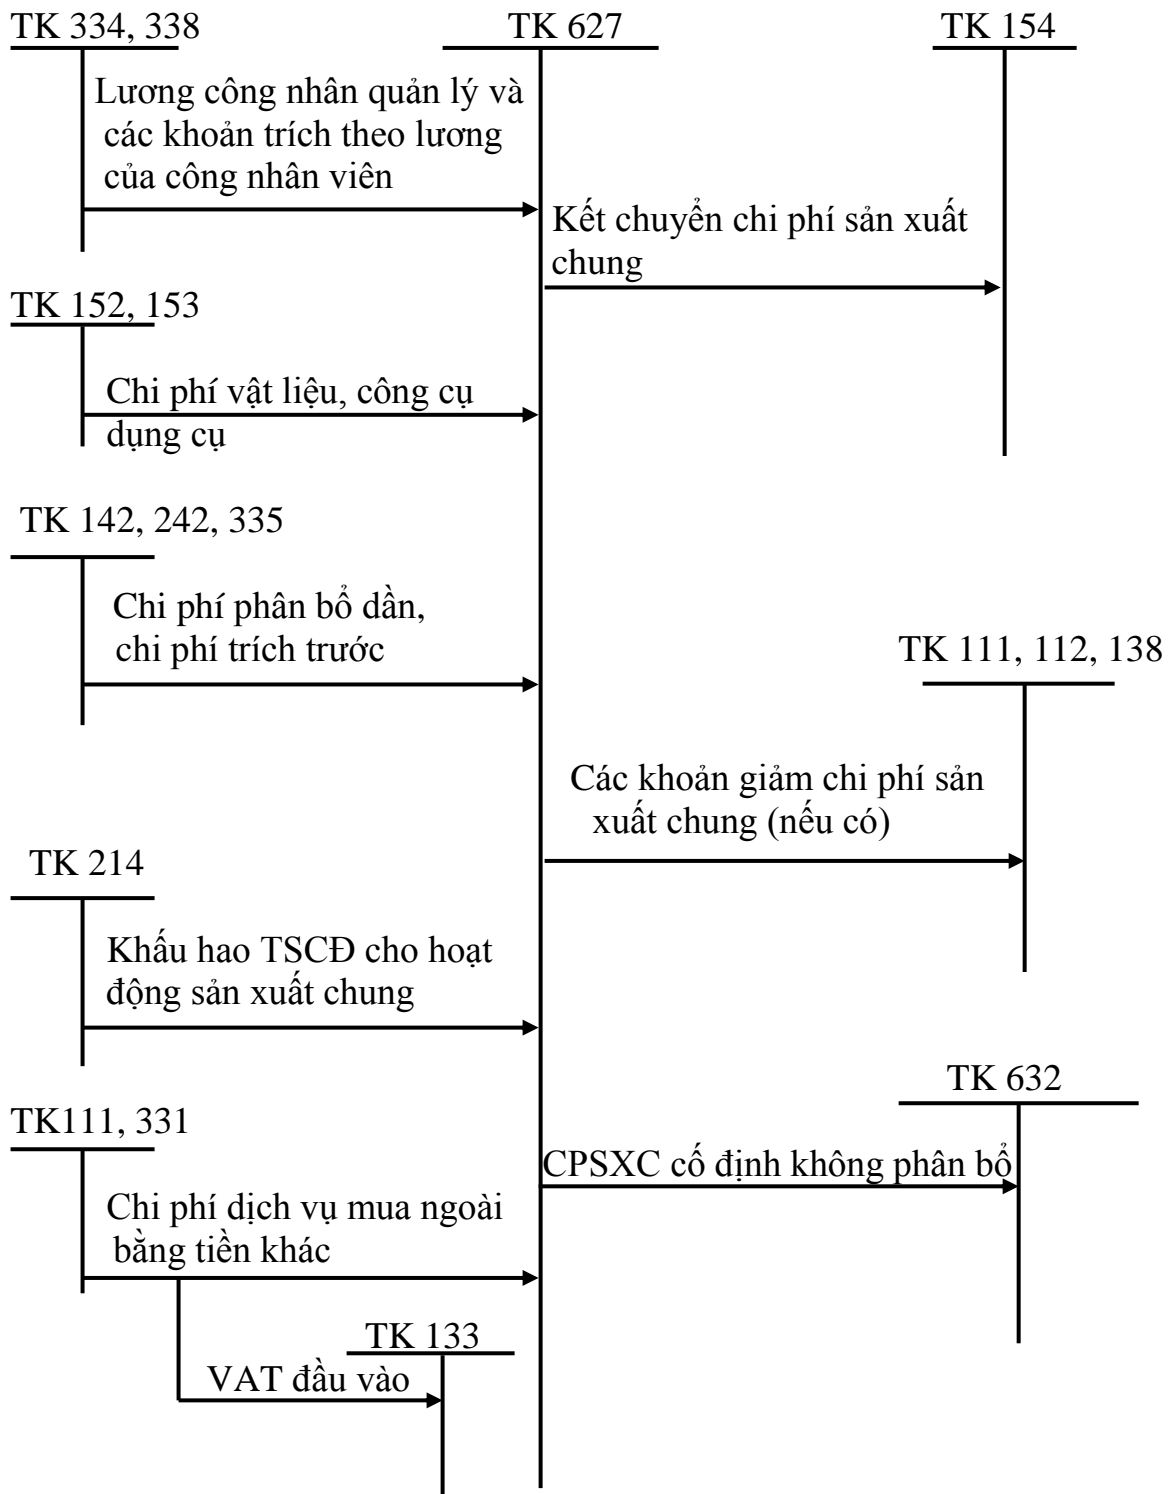 TK 334, 338
TK 627
TK 154
Lương công nhân quản lý và
các khoản trích theo lương
của công nhân viên
Kết chuyển chi phí sản xuất
chung
TK 152, 153
Chi phí vật liệu, công cụ
dụng cụ
TK 142, 242, 335
Chi phí phân bổ dần,
chi phí trích trước
TK 111, 112, 138
Các khoản giảm chi phí sản
xuất chung (nếu có)
TK 214
Khấu hao TSCĐ cho hoạt
động sản xuất chung
TK 632
TK111, 331
CPSXC cố định không phân bổ
Chi phí dịch vụ mua ngoài
bằng tiền khác
TK 133
VAT đầu vào